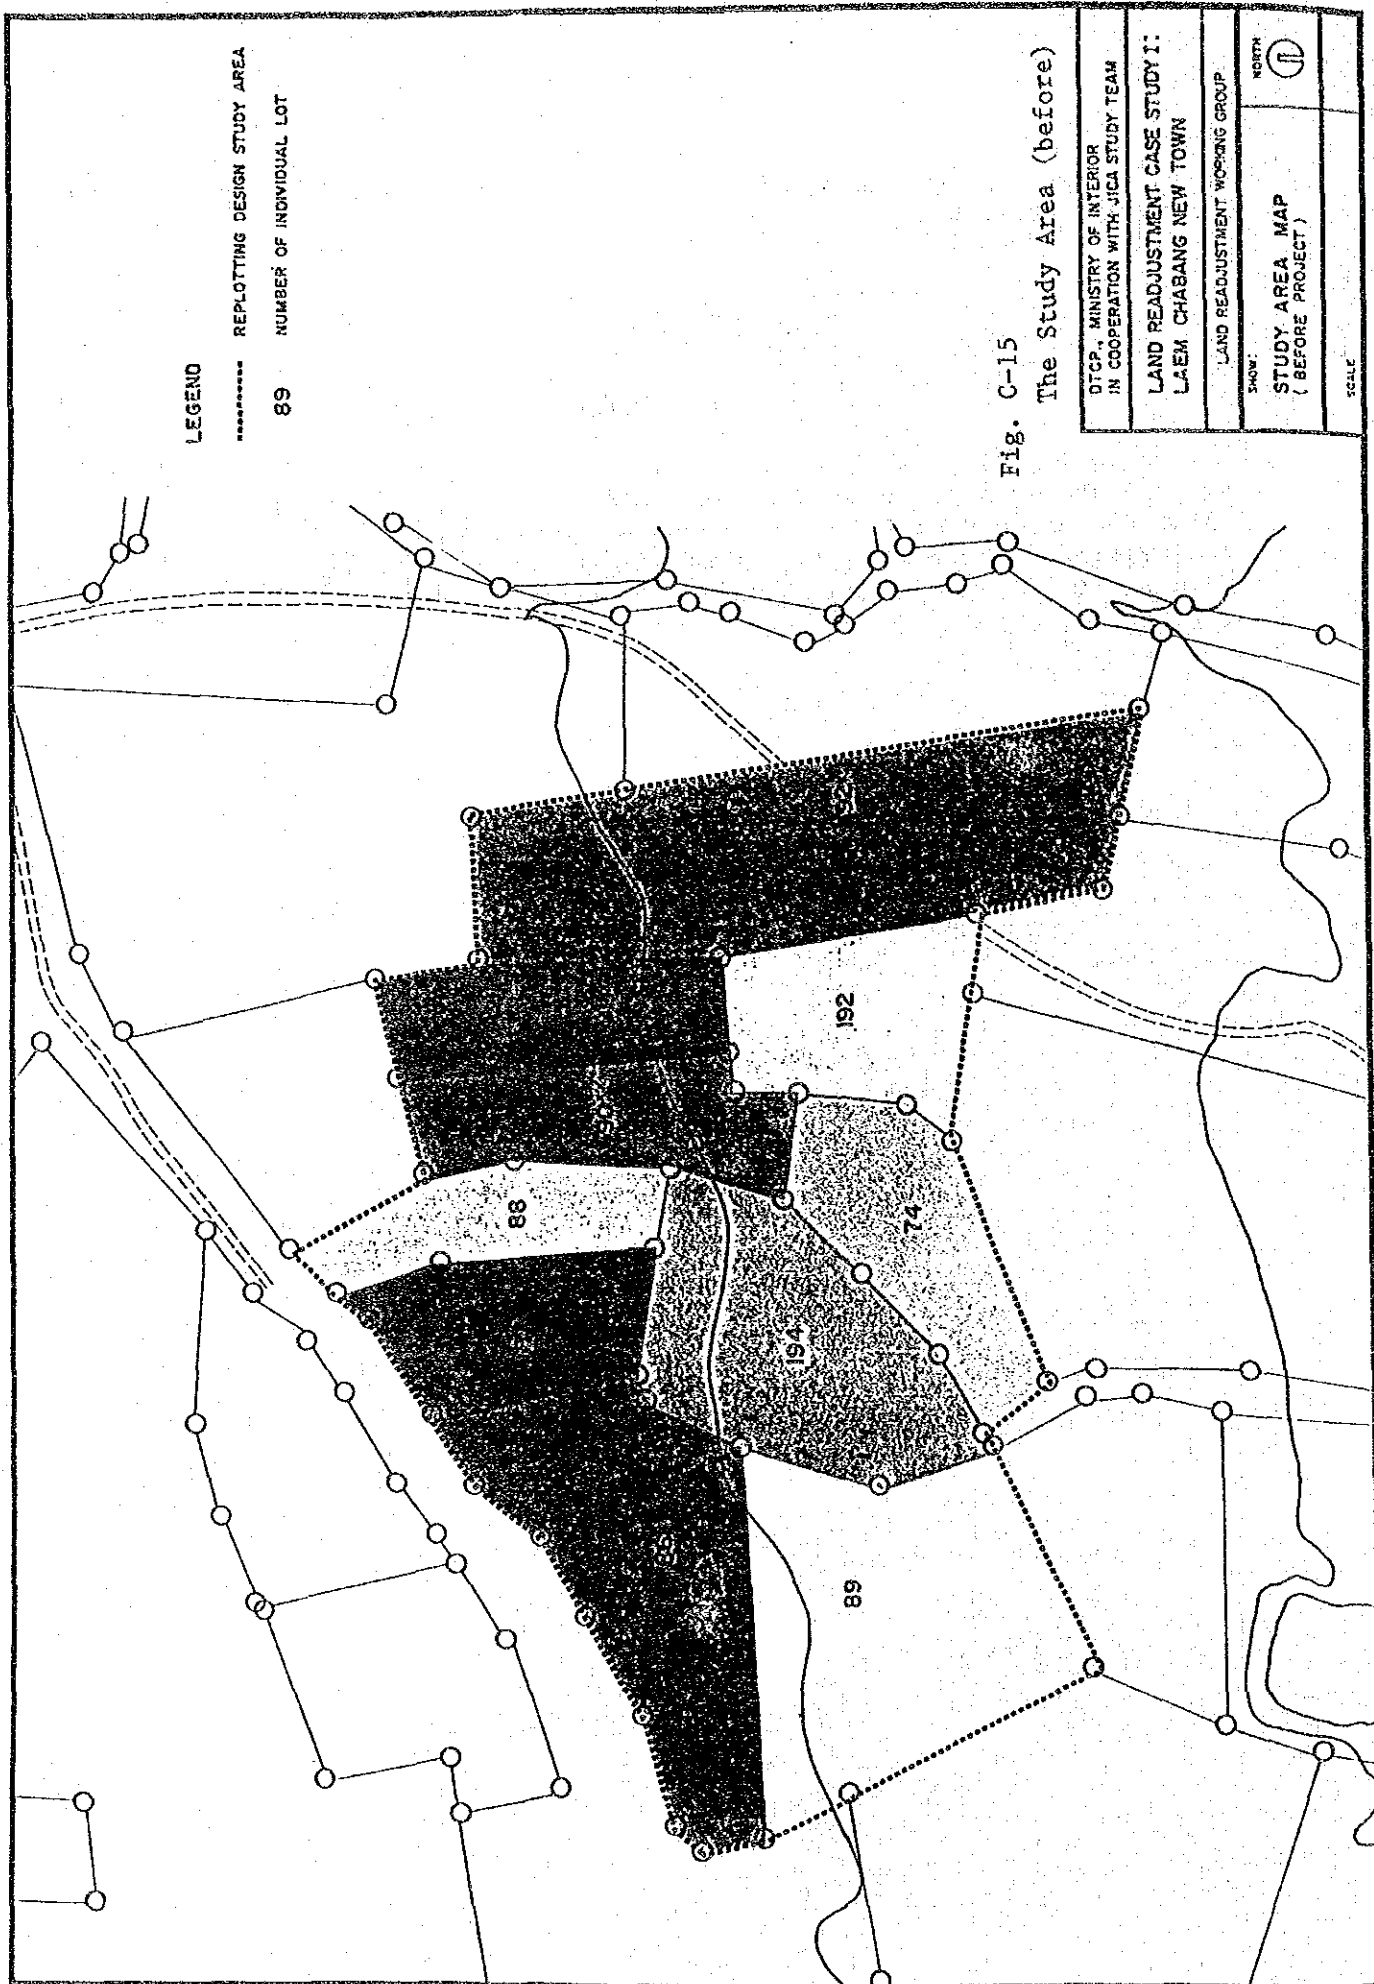 LEGEND
REPLOTTING DESIGN STUDY AREA
89 NUMBER OF INDIVIDUAL LOT
88
89
194
74
192
Fig. C-15
The Study Area (before)
DTCP., MINISTRY OF INTERIOR
IN COOPERATION WITH JICA STUDY TEAM
LAND READJUSTMENT CASE STUDY I:
LAEM CHABANG NEW TOWN
LAND READJUSTMENT WORKING GROUP
SHOW:
STUDY AREA MAP
( BEFORE PROJECT )
NORTH
SCALE